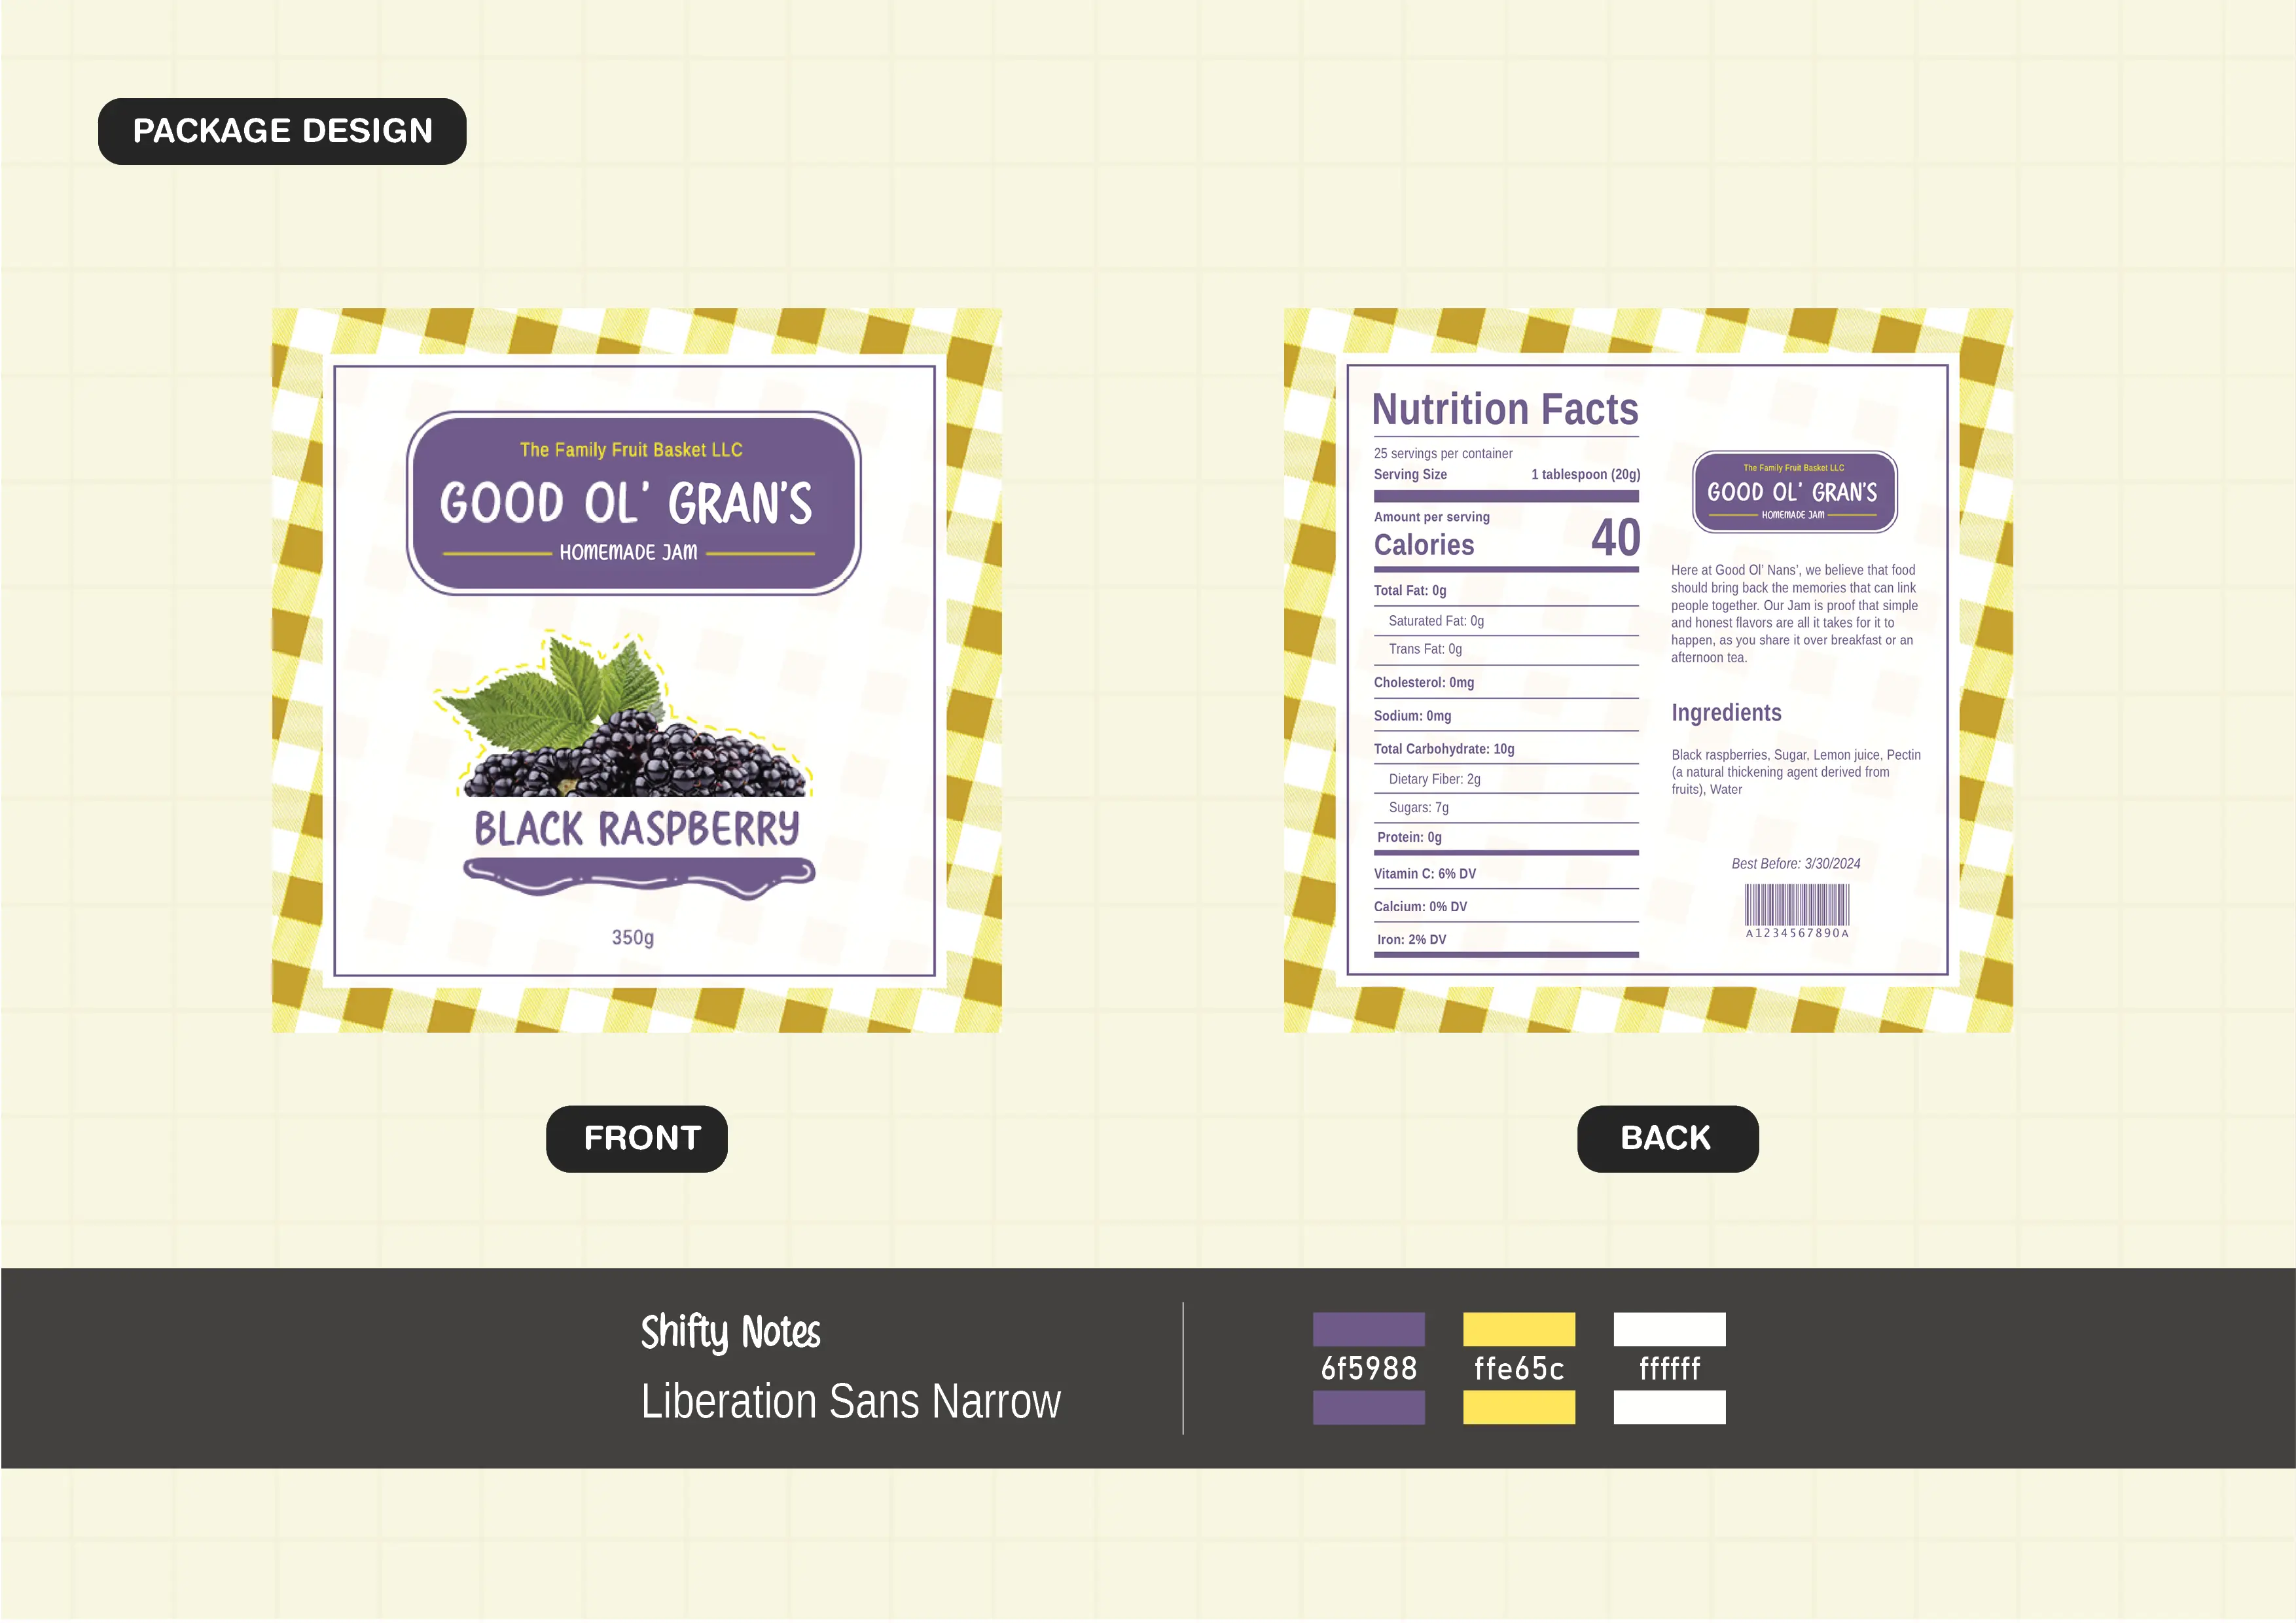 PACKAGE DESIGN
The Family Fruit Basket LLC
GOOD OL' GRAN'S
HOMEMADE JAM
BLACK RASPBERRY
350g
FRONT
Nutrition Facts
25 servings per container
Serving Size 1 tablespoon (20g)
Amount per serving
Calories 40
Total Fat: 0g
Saturated Fat: 0g
Trans Fat: 0g
Cholesterol: 0mg
Sodium: 0mg
Total Carbohydrate: 10g
Dietary Fiber: 2g
Sugars: 7g
Protein: 0g
Vitamin C: 6% DV
Calcium: 0% DV
Iron: 2% DV
The Family Fruit Basket LLC
GOOD OL' GRAN'S
HOMEMADE JAM
Here at Good Ol' Nans', we believe that food
should bring back the memories that can link
people together. Our Jam is proof that simple
and honest flavors are all it takes for it to
happen, as you share it over breakfast or an
afternoon tea.
Ingredients
Black raspberries, Sugar, Lemon juice, Pectin
(a natural thickening agent derived from
fruits), Water
Best Before: 3/30/2024
A1234567890A
BACK
Shifty Notes
Liberation Sans Narrow
6f5988 ffe65c ffffff